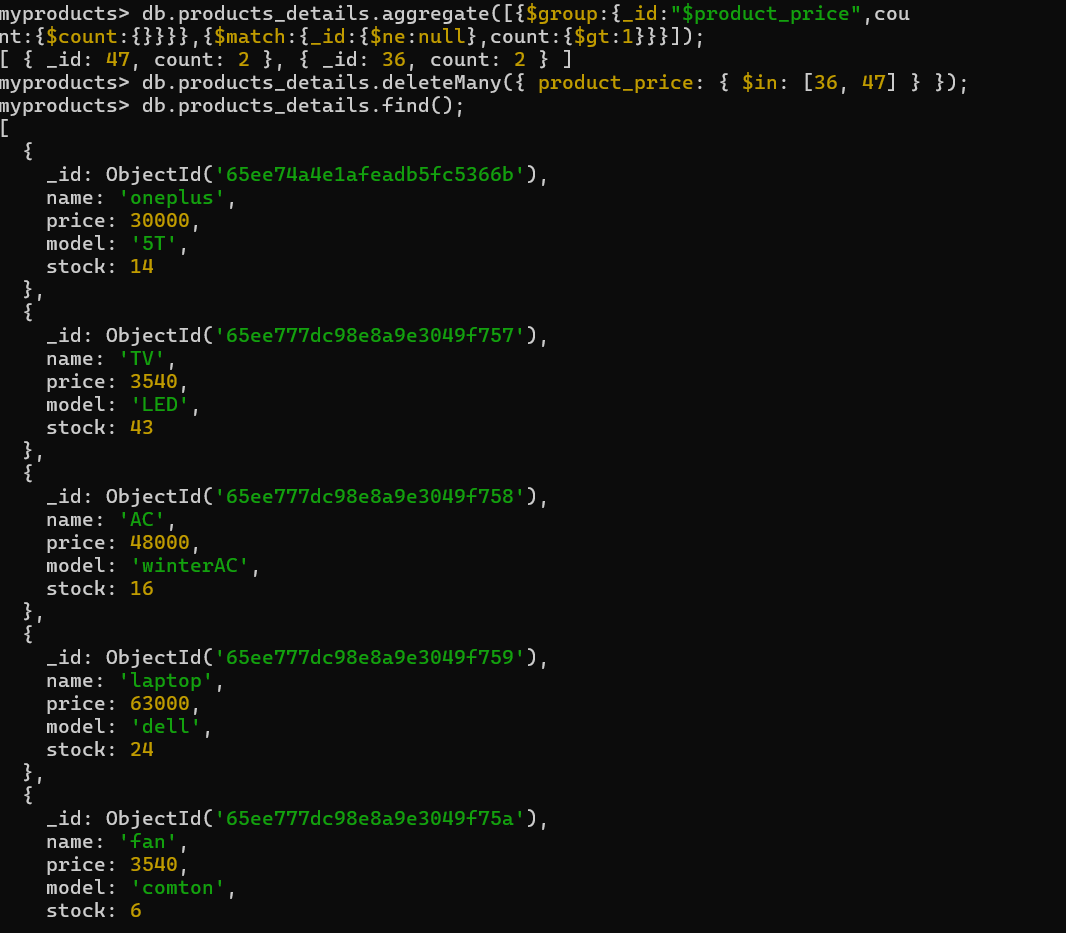 myproducts> db.products_details.aggregate([{$group:{_id:"$product_price",cou
nt:{$count:{}}}},{$match:{_id:{$ne:null},count:{$gt:1}}}]);
[ { _id: 47, count: 2 }, { _id: 36, count: 2 } ]
myproducts> db.products_details.deleteMany({ product_price: { $in: [36, 47] } });
myproducts> db.products_details.find();
[
  {
    _id: ObjectId('65ee74a4e1afeadb5fc5366b'),
    name: 'oneplus',
    price: 30000,
    model: '5T',
    stock: 14
  },
  {
    _id: ObjectId('65ee777dc98e8a9e3049f757'),
    name: 'TV',
    price: 3540,
    model: 'LED',
    stock: 43
  },
  {
    _id: ObjectId('65ee777dc98e8a9e3049f758'),
    name: 'AC',
    price: 48000,
    model: 'winterAC',
    stock: 16
  },
  {
    _id: ObjectId('65ee777dc98e8a9e3049f759'),
    name: 'laptop',
    price: 63000,
    model: 'dell',
    stock: 24
  },
  {
    _id: ObjectId('65ee777dc98e8a9e3049f75a'),
    name: 'fan',
    price: 3540,
    model: 'comton',
    stock: 6